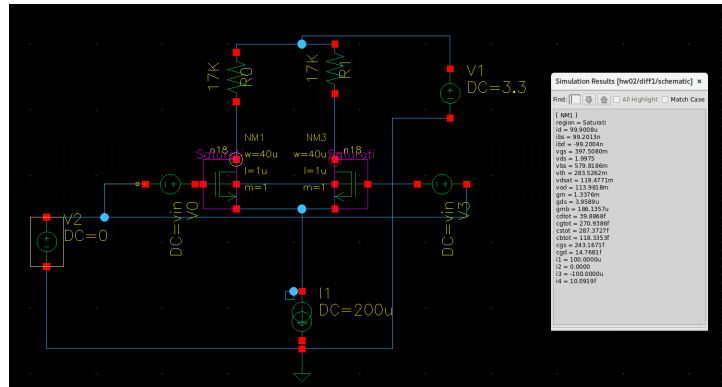 17K
R0
17K
R1
V1
DC=3.3
NM1
NM3
n18
n18
Saturati
Saturati
w=40u
w=40u
l=1u
l=1u
m=1
m=1
V2
DC=0
DC=vin
V0
DC=vin
V3
I1
DC=200u
Simulation Results [hw02/diff1/schematic] ×
Find: All Highlight Match Case
[ NM1 ]
region = Saturati
id = 99.9008u
ibs = 99.2013n
ibd = -99.2004n
vgs = 397.5080m
vds = 1.9975
vbs = 579.8186m
vth = 283.5262m
vdsat = 119.4771m
vod = 113.9818m
gm = 1.3376m
gds = 3.9589u
gmb = 186.1357u
cdtot = 39.8868f
cgtot = 270.9386f
cstot = 287.3727f
cbtot = 118.3353f
cgs = 243.1671f
cgd = 14.7681f
i1 = 100.0000u
i2 = 0.0000
i3 = -100.0000u
i4 = 10.0919f